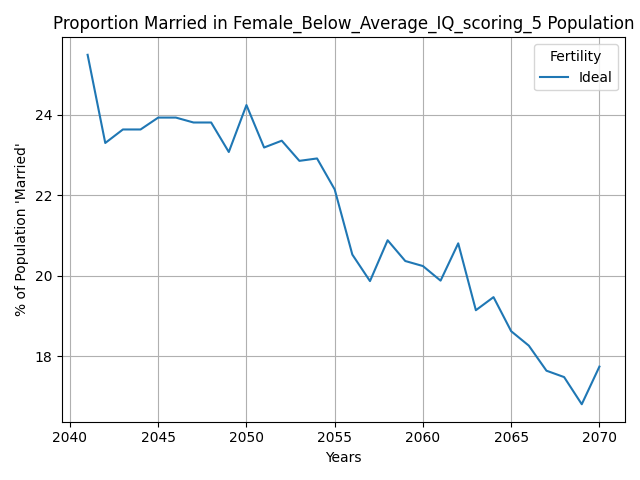 Proportion Married in Female_Below_Average_IQ_scoring_5 Population
Fertility
Ideal
% of Population 'Married'
24
22
20
18
2040
2045
2050
2055
2060
2065
2070
Years